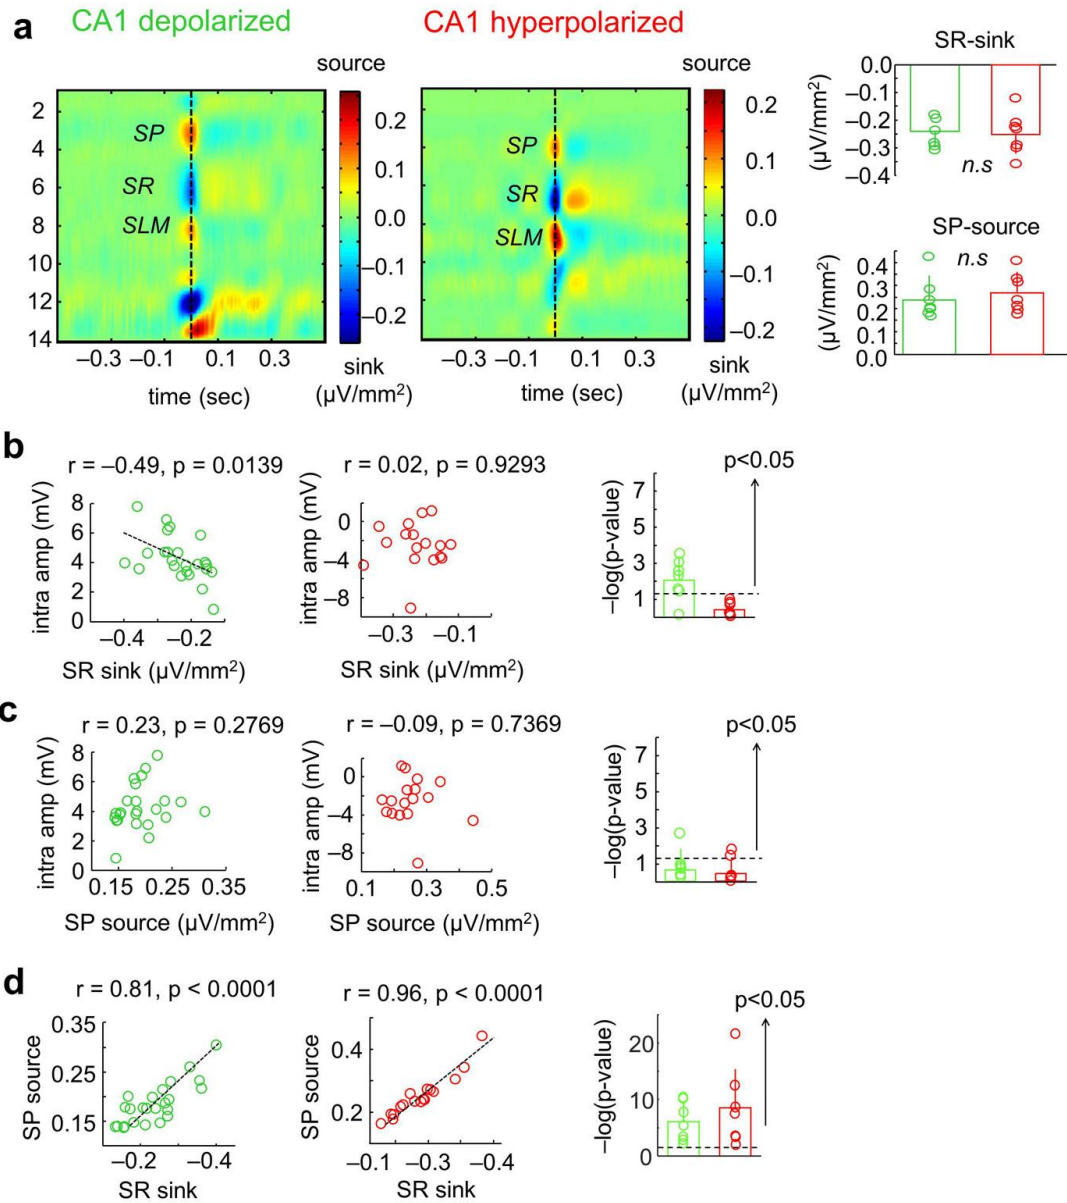 a
CA1 depolarized
CA1 hyperpolarized
source
source
SR-sink
2
4
6
8
10
12
14
SP
SR
SLM
0.2
0.1
0.0
–0.1
–0.2
SP
SR
SLM
0.2
0.1
0.0
–0.1
–0.2
0.0
–0.1
–0.2
–0.3
–0.4
(µV/mm2)
n.s
SP-source
n.s
0.4
0.3
0.2
0.1
0.0
(µV/mm2)
–0.3 –0.1 0.1 0.3
time (sec)
sink
(µV/mm2)
–0.3 –0.1 0.1 0.3
time (sec)
sink
(µV/mm2)
b
r = –0.49, p = 0.0139
r = 0.02, p = 0.9293
p<0.05
intra amp (mV)
8
6
4
2
0
–0.4 –0.2
SR sink (µV/mm2)
intra amp (mV)
0
–4
–8
–0.3 –0.1
SR sink (µV/mm2)
–log(p-value)
7
5
3
1
c
r = 0.23, p = 0.2769
r = –0.09, p = 0.7369
p<0.05
intra amp (mV)
8
6
4
2
0
0.15 0.25 0.35
SP source (µV/mm2)
intra amp (mV)
0
–4
–8
0.1 0.3 0.5
SP source (µV/mm2)
–log(p-value)
7
5
3
1
d
r = 0.81, p < 0.0001
r = 0.96, p < 0.0001
p<0.05
SP source
0.35
0.25
0.15
–0.2 –0.4
SR sink
SP source
0.4
0.2
–0.1 –0.3 –0.4
SR sink
–log(p-value)
20
10
0